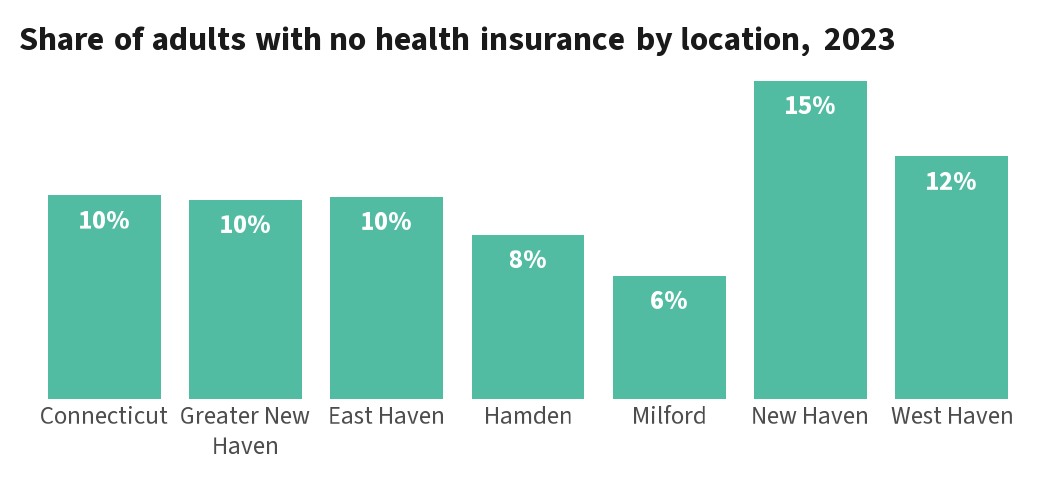 Share of adults with no health insurance by location, 2023
15%
12%
10%
10%
10%
8%
6%
Connecticut
Greater New
Haven
East Haven
Hamden
Milford
New Haven
West Haven